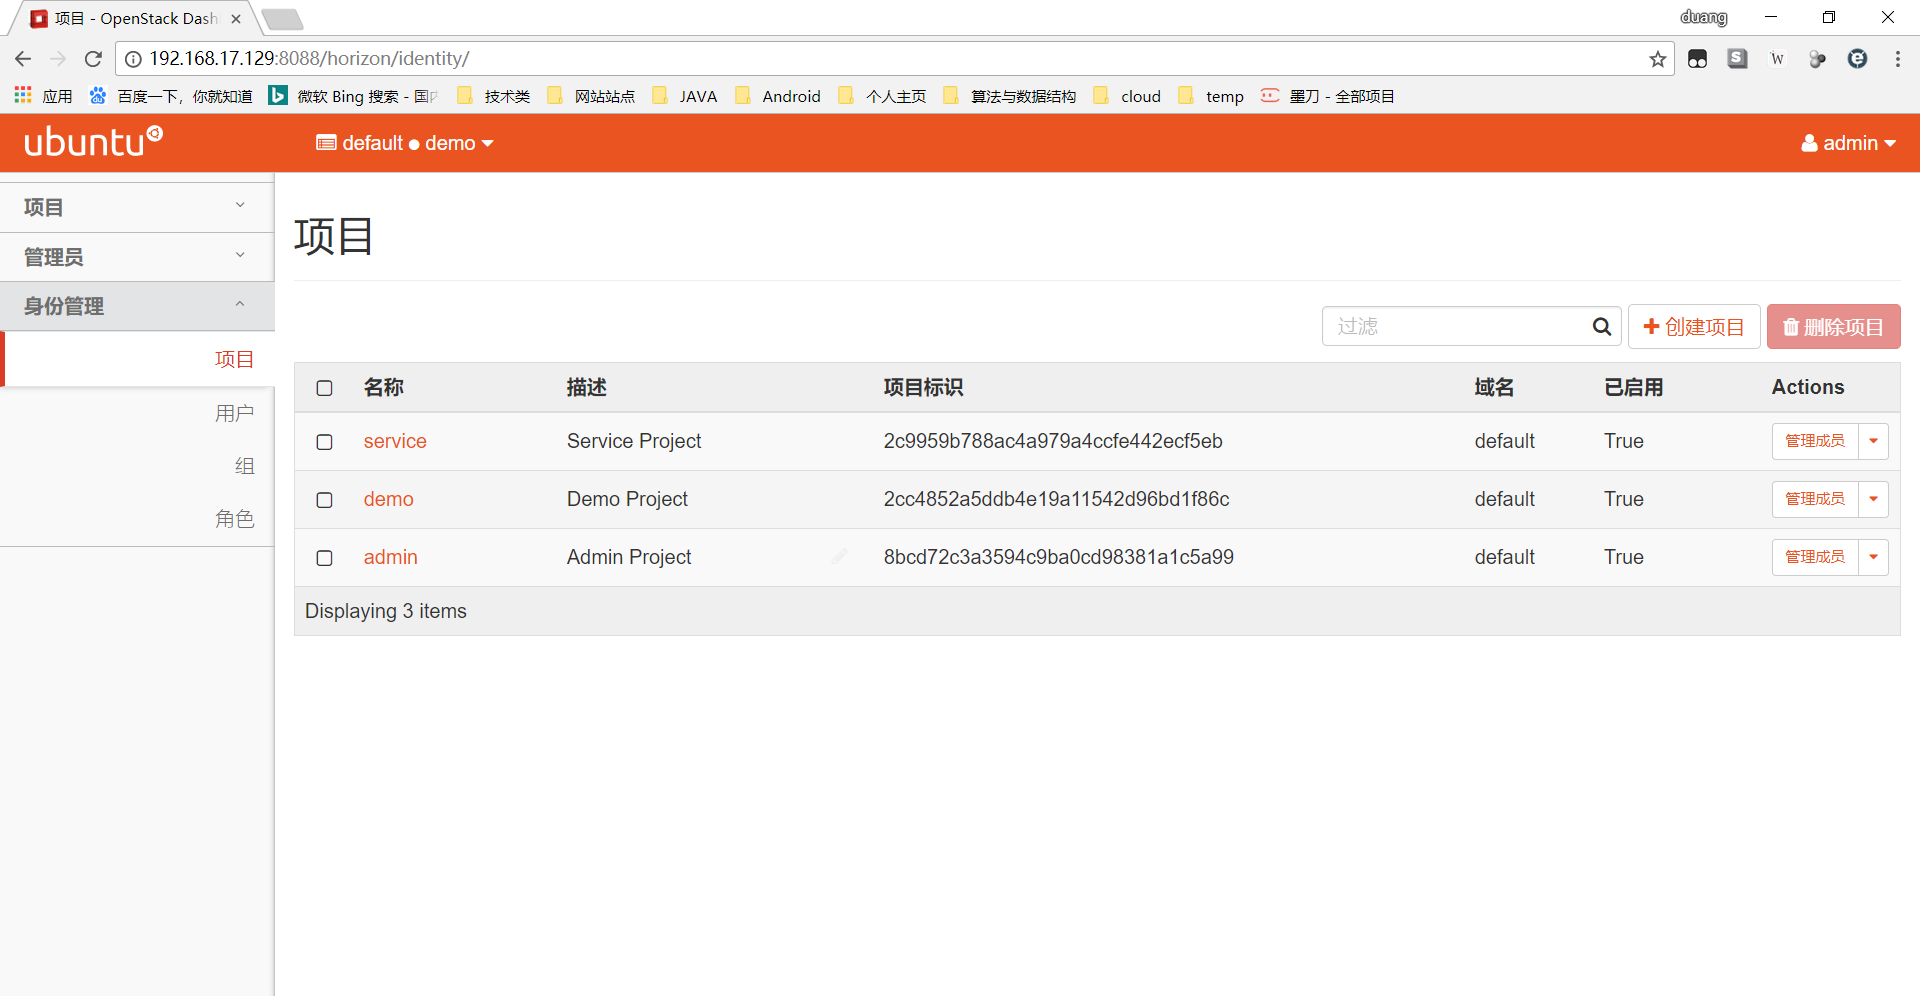 项目 - OpenStack Dash
duang
192.168.17.129:8088/horizon/identity/
应用 百度一下，你就知道 微软 Bing 搜索 - 国内 技术类 网站站点 JAVA Android 个人主页 算法与数据结构 cloud temp 墨刀 - 全部项目
ubuntu default demo admin
项目
管理员
身份管理
项目
用户
组
角色
项目
过滤 创建项目 删除项目
名称 描述 项目标识 域名 已启用 Actions
service Service Project 2c9959b788ac4a979a4ccfe442ecf5eb default True 管理成员
demo Demo Project 2cc4852a5ddb4e19a11542d96bd1f86c default True 管理成员
admin Admin Project 8bcd72c3a3594c9ba0cd98381a1c5a99 default True 管理成员
Displaying 3 items